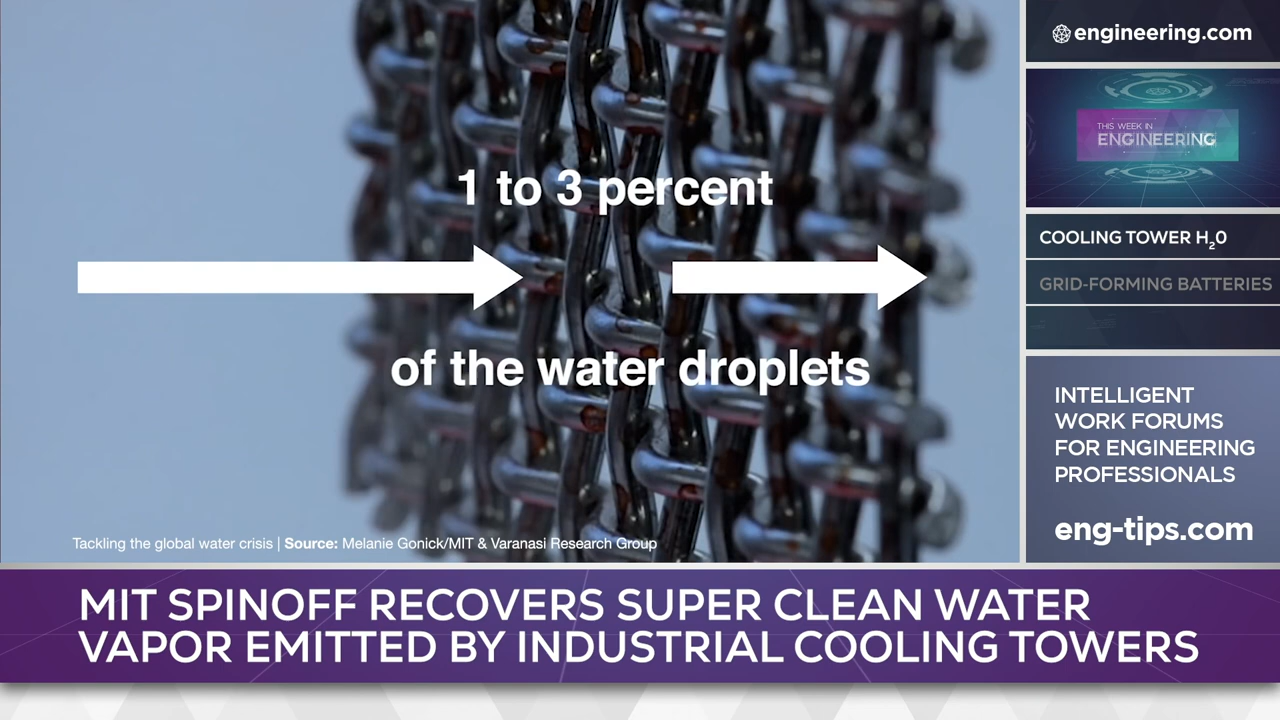 1 to 3 percent
of the water droplets
Tackling the global water crisis | Source: Melanie Gonick/MIT & Varanasi Research Group
engineering.com
THIS WEEK IN
ENGINEERING
COOLING TOWER H₂0
GRID-FORMING BATTERIES
INTELLIGENT
WORK FORUMS
FOR ENGINEERING
PROFESSIONALS
eng-tips.com
MIT SPINOFF RECOVERS SUPER CLEAN WATER
VAPOR EMITTED BY INDUSTRIAL COOLING TOWERS